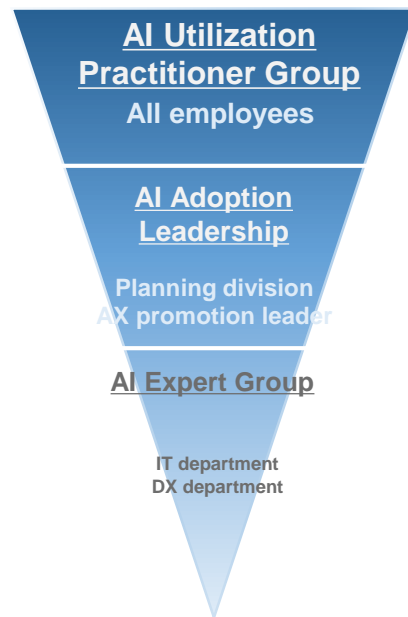 AI Utilization
Practitioner Group
All employees
AI Adoption
Leadership
Planning division
AX promotion leader
AI Expert Group
IT department
DX department